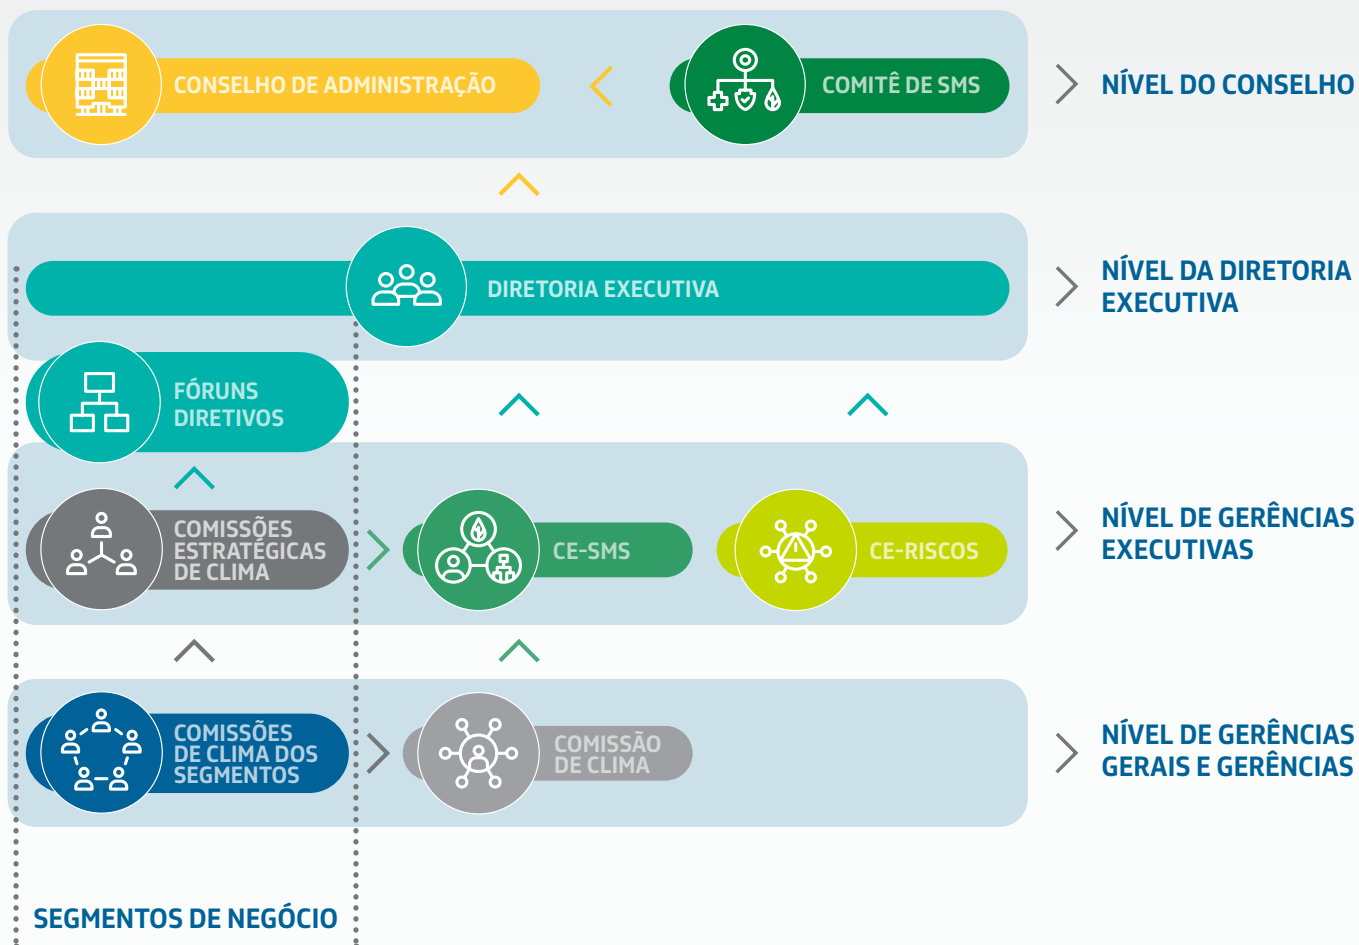 CONSELHO DE ADMINISTRAÇÃO
COMITÊ DE SMS
NÍVEL DO CONSELHO
DIRETORIA EXECUTIVA
NÍVEL DA DIRETORIA
EXECUTIVA
FÓRUNS
DIRETIVOS
COMISSÕES
ESTRATÉGICAS
DE CLIMA
CE-SMS
CE-RISCOS
NÍVEL DE GERÊNCIAS
EXECUTIVAS
COMISSÕES
DE CLIMA DOS
SEGMENTOS
COMISSÃO
DE CLIMA
NÍVEL DE GERÊNCIAS
GERAIS E GERÊNCIAS
SEGMENTOS DE NEGÓCIO